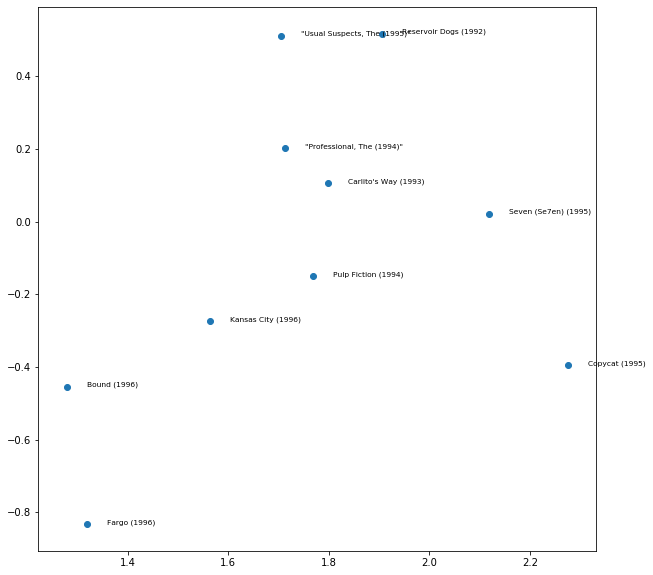 "Usual Suspects, The (1995)"
Reservoir Dogs (1992)
0.4
"Professional, The (1994)"
0.2
Carlito's Way (1993)
Seven (Se7en) (1995)
0.0
Pulp Fiction (1994)
−0.2
Kansas City (1996)
Copycat (1995)
−0.4
Bound (1996)
−0.6
−0.8
Fargo (1996)
1.4 1.6 1.8 2.0 2.2